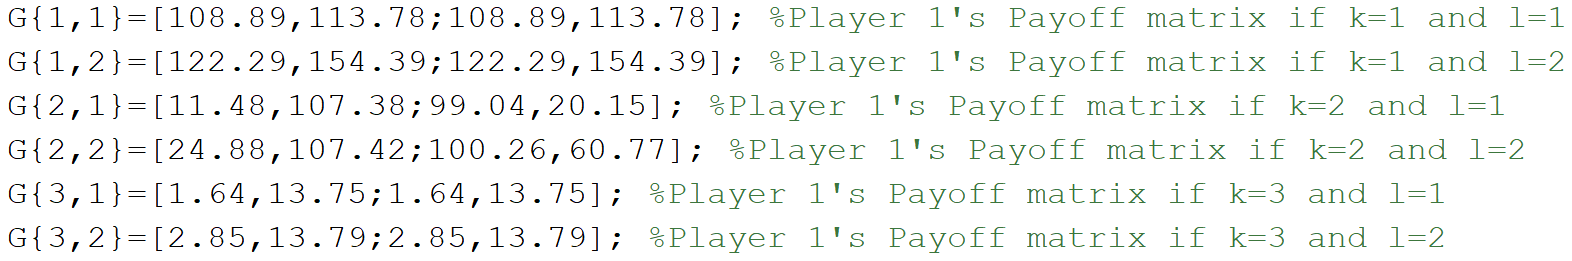 G{1,1}=[108.89,113.78;108.89,113.78]; %Player 1's Payoff matrix if k=1 and l=1
G{1,2}=[122.29,154.39;122.29,154.39]; %Player 1's Payoff matrix if k=1 and l=2
G{2,1}=[11.48,107.38;99.04,20.15]; %Player 1's Payoff matrix if k=2 and l=1
G{2,2}=[24.88,107.42;100.26,60.77]; %Player 1's Payoff matrix if k=2 and l=2
G{3,1}=[1.64,13.75;1.64,13.75]; %Player 1's Payoff matrix if k=3 and l=1
G{3,2}=[2.85,13.79;2.85,13.79]; %Player 1's Payoff matrix if k=3 and l=2